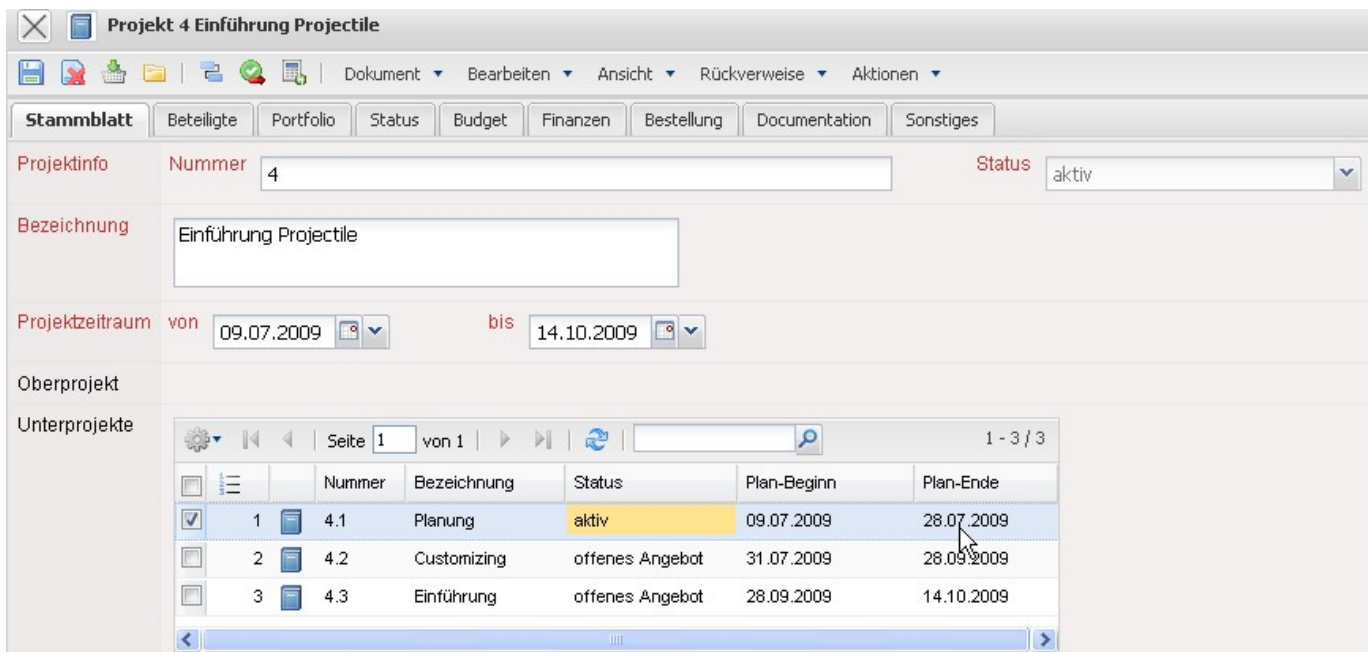 Projekt 4 Einführung Projectile
Dokument Bearbeiten Ansicht Rückverweise Aktionen
Stammblatt Beteiligte Portfolio Status Budget Finanzen Bestellung Documentation Sonstiges
Projektinfo Nummer 4 Status aktiv
Bezeichnung Einführung Projectile
Projektzeitraum von 09.07.2009 bis 14.10.2009
Oberprojekt
Unterprojekte
Seite 1 von 1 1 - 3 / 3
Nummer Bezeichnung Status Plan-Beginn Plan-Ende
1 4.1 Planung aktiv 09.07.2009 28.07.2009
2 4.2 Customizing offenes Angebot 31.07.2009 28.09.2009
3 4.3 Einführung offenes Angebot 28.09.2009 14.10.2009